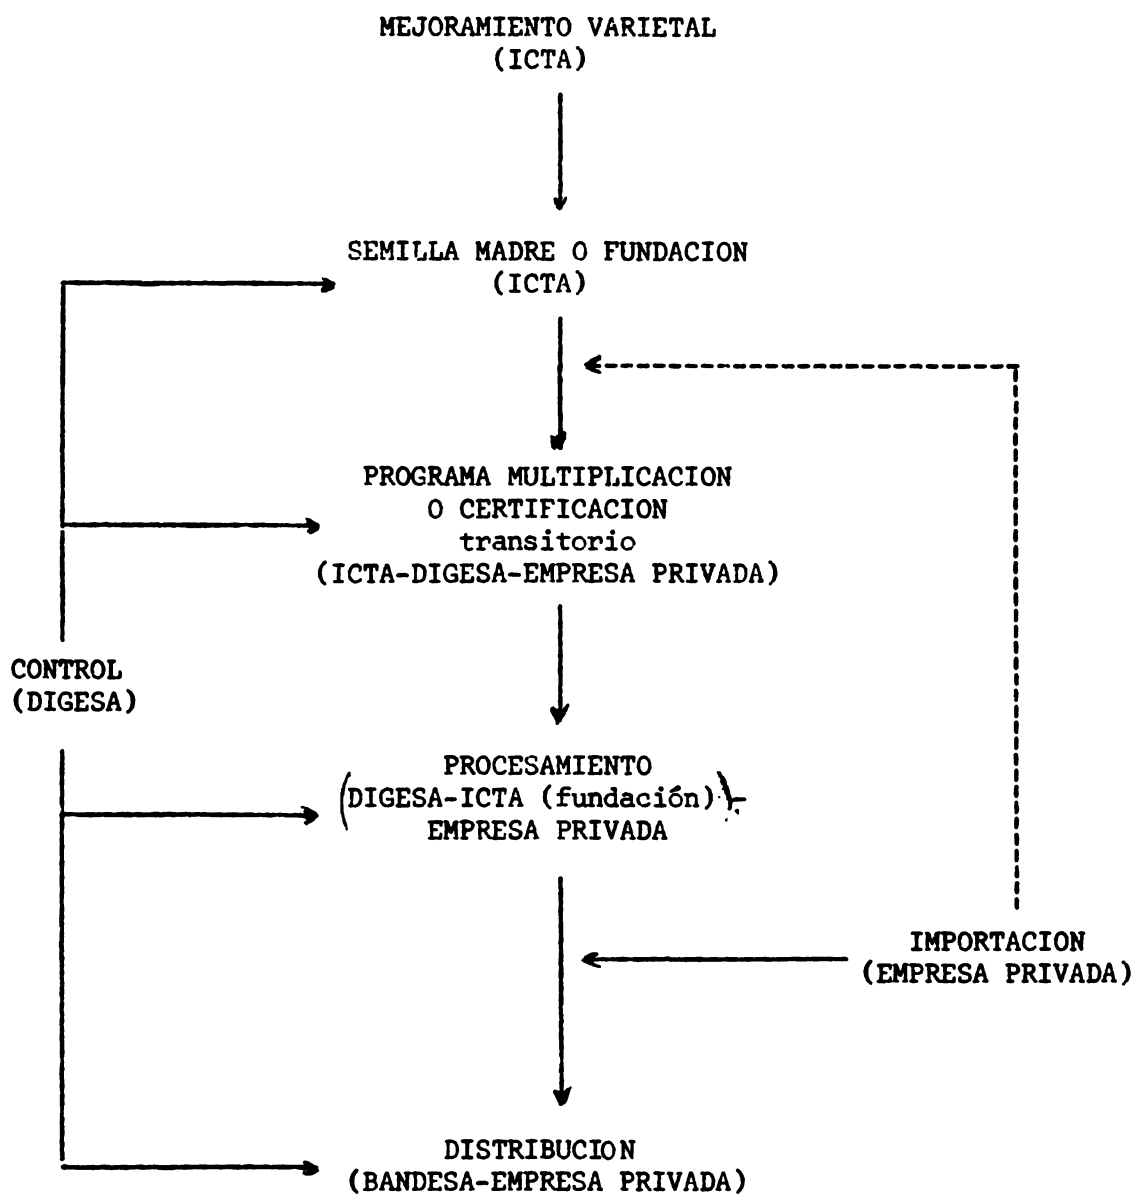 MEJORAMIENTO VARIETAL
(ICTA)
SEMILLA MADRE O FUNDACION
(ICTA)
PROGRAMA MULTIPLICACION
O CERTIFICACION
transitorio
(ICTA-DIGESA-EMPRESA PRIVADA)
CONTROL
(DIGESA)
PROCESAMIENTO
(DIGESA-ICTA (fundación))-
EMPRESA PRIVADA
IMPORTACION
(EMPRESA PRIVADA)
DISTRIBUCION
(BANDESA-EMPRESA PRIVADA)